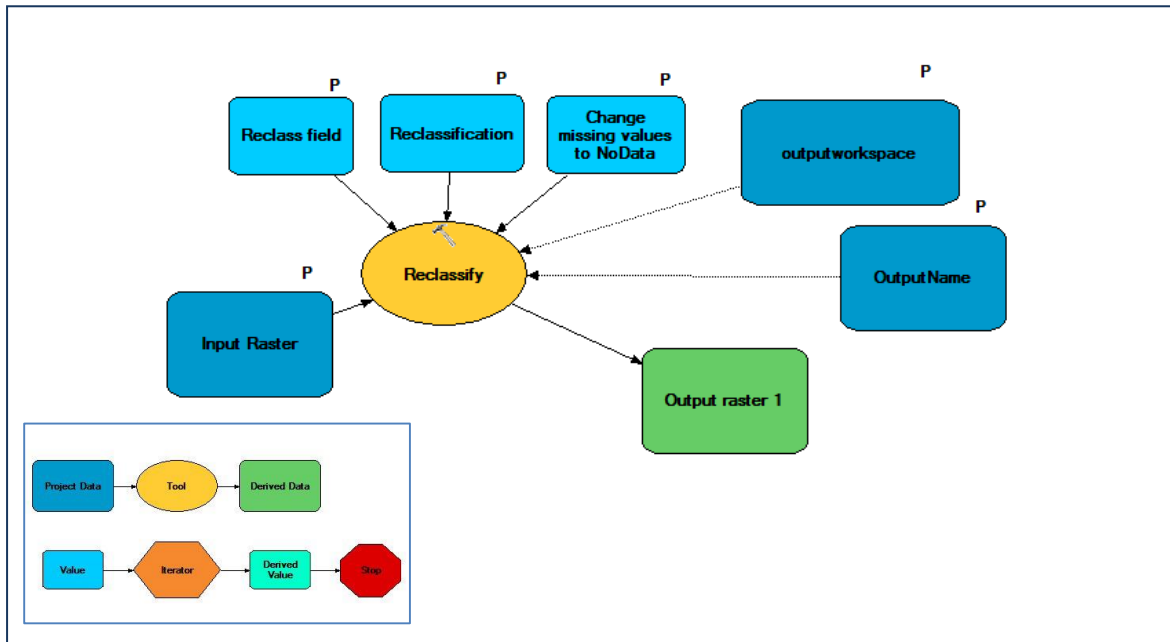 P
Reclass field
P
Reclassification
P
Change
missing values
to NoData
P
outputworkspace
P
OutputName
P
Input Raster
Reclassify
Output raster 1
Project Data
Tool
Derived Data
Value
Iterator
Derived
Value
Stop